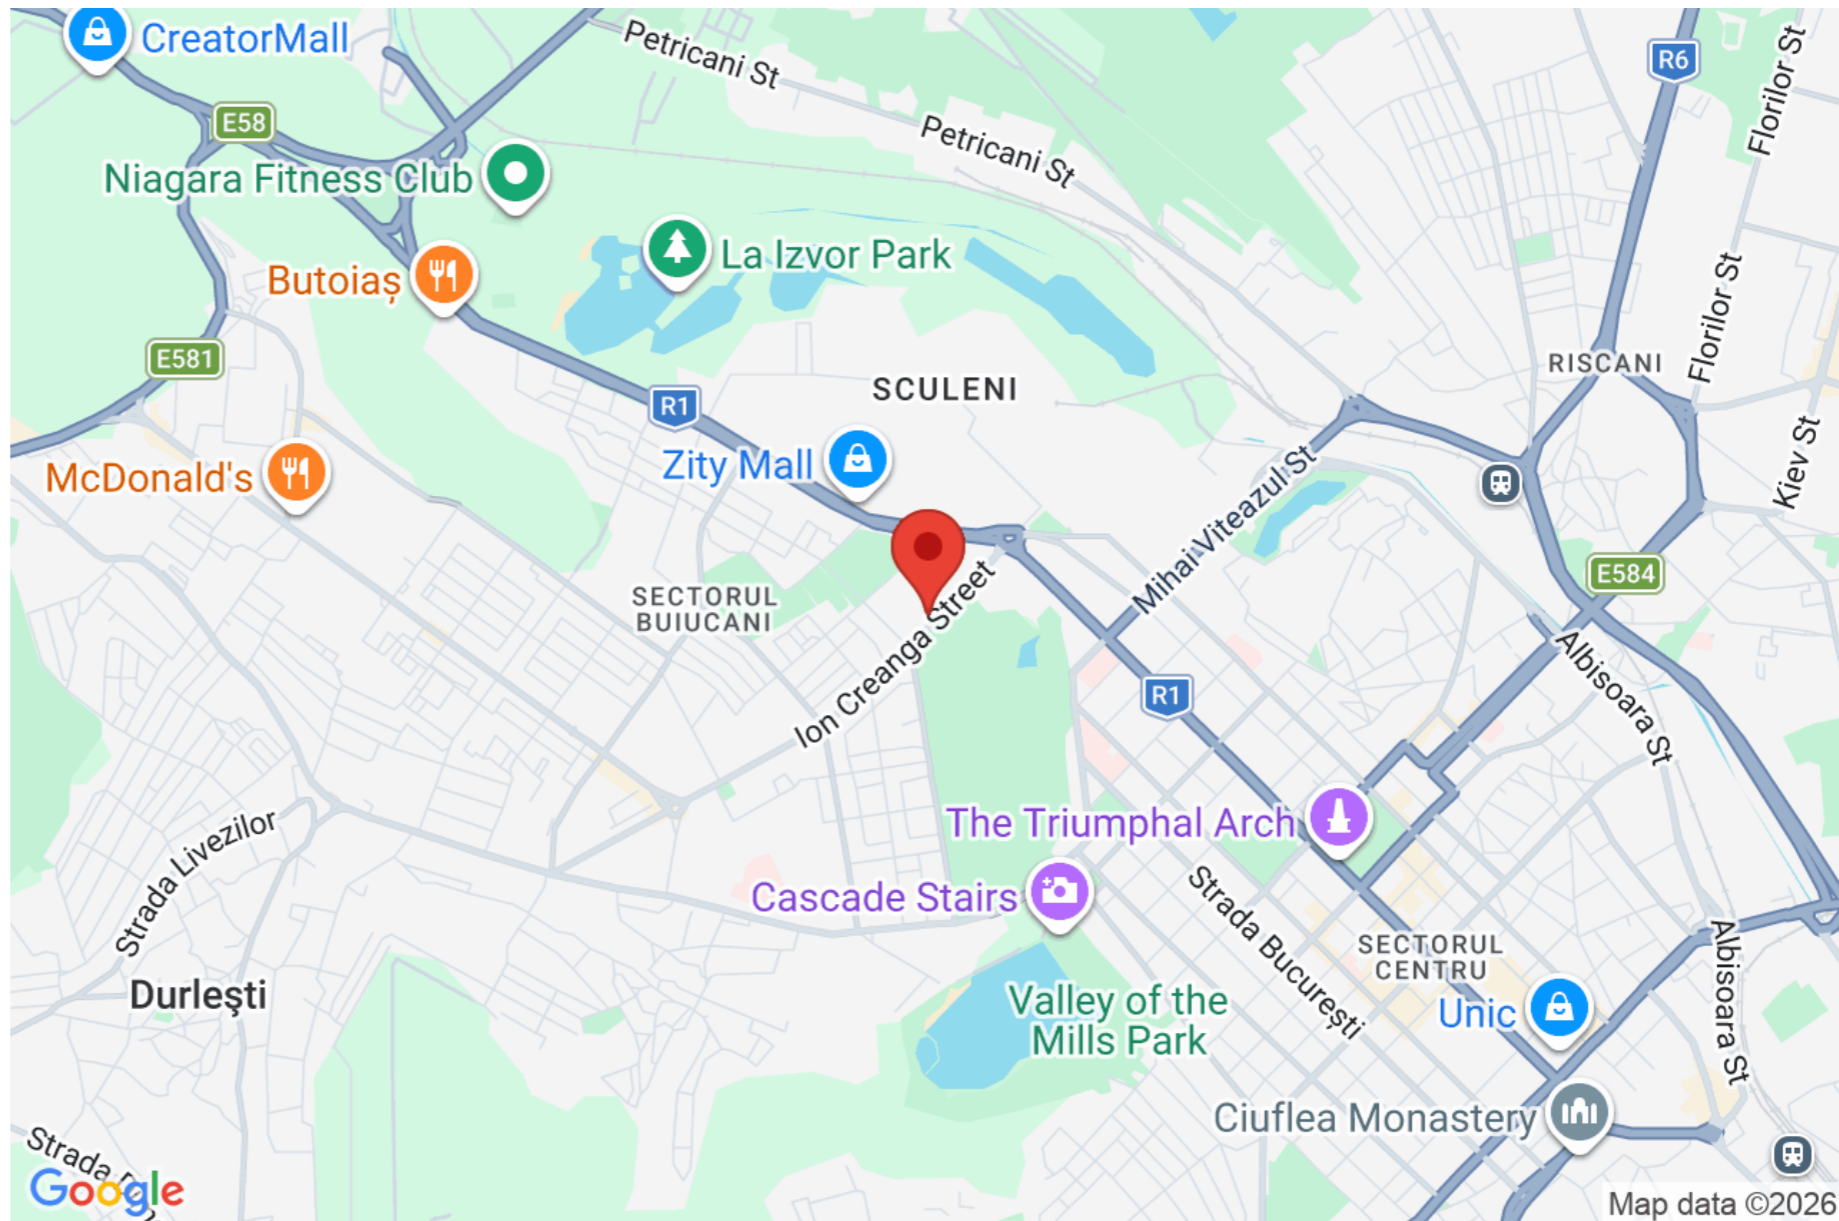 CreatorMall
Petricani St
R6
Florilor St
E58
Petricani St
Niagara Fitness Club
La Izvor Park
Butoiaș
Florilor St
E581
RISCANI
SCULENI
R1
Zity Mall
McDonald's
Kiev St
Mihai Viteazul St
E584
SECTORUL
BUIUCANI
Ion Creanga Street
Albisoara St
R1
The Triumphal Arch
Strada Livezilor
Cascade Stairs
Strada București
SECTORUL
CENTRU
Albisoara St
Durleşti
Valley of the
Mills Park
Unic
Ciuflea Monastery
Strada
Google
Map data ©2026